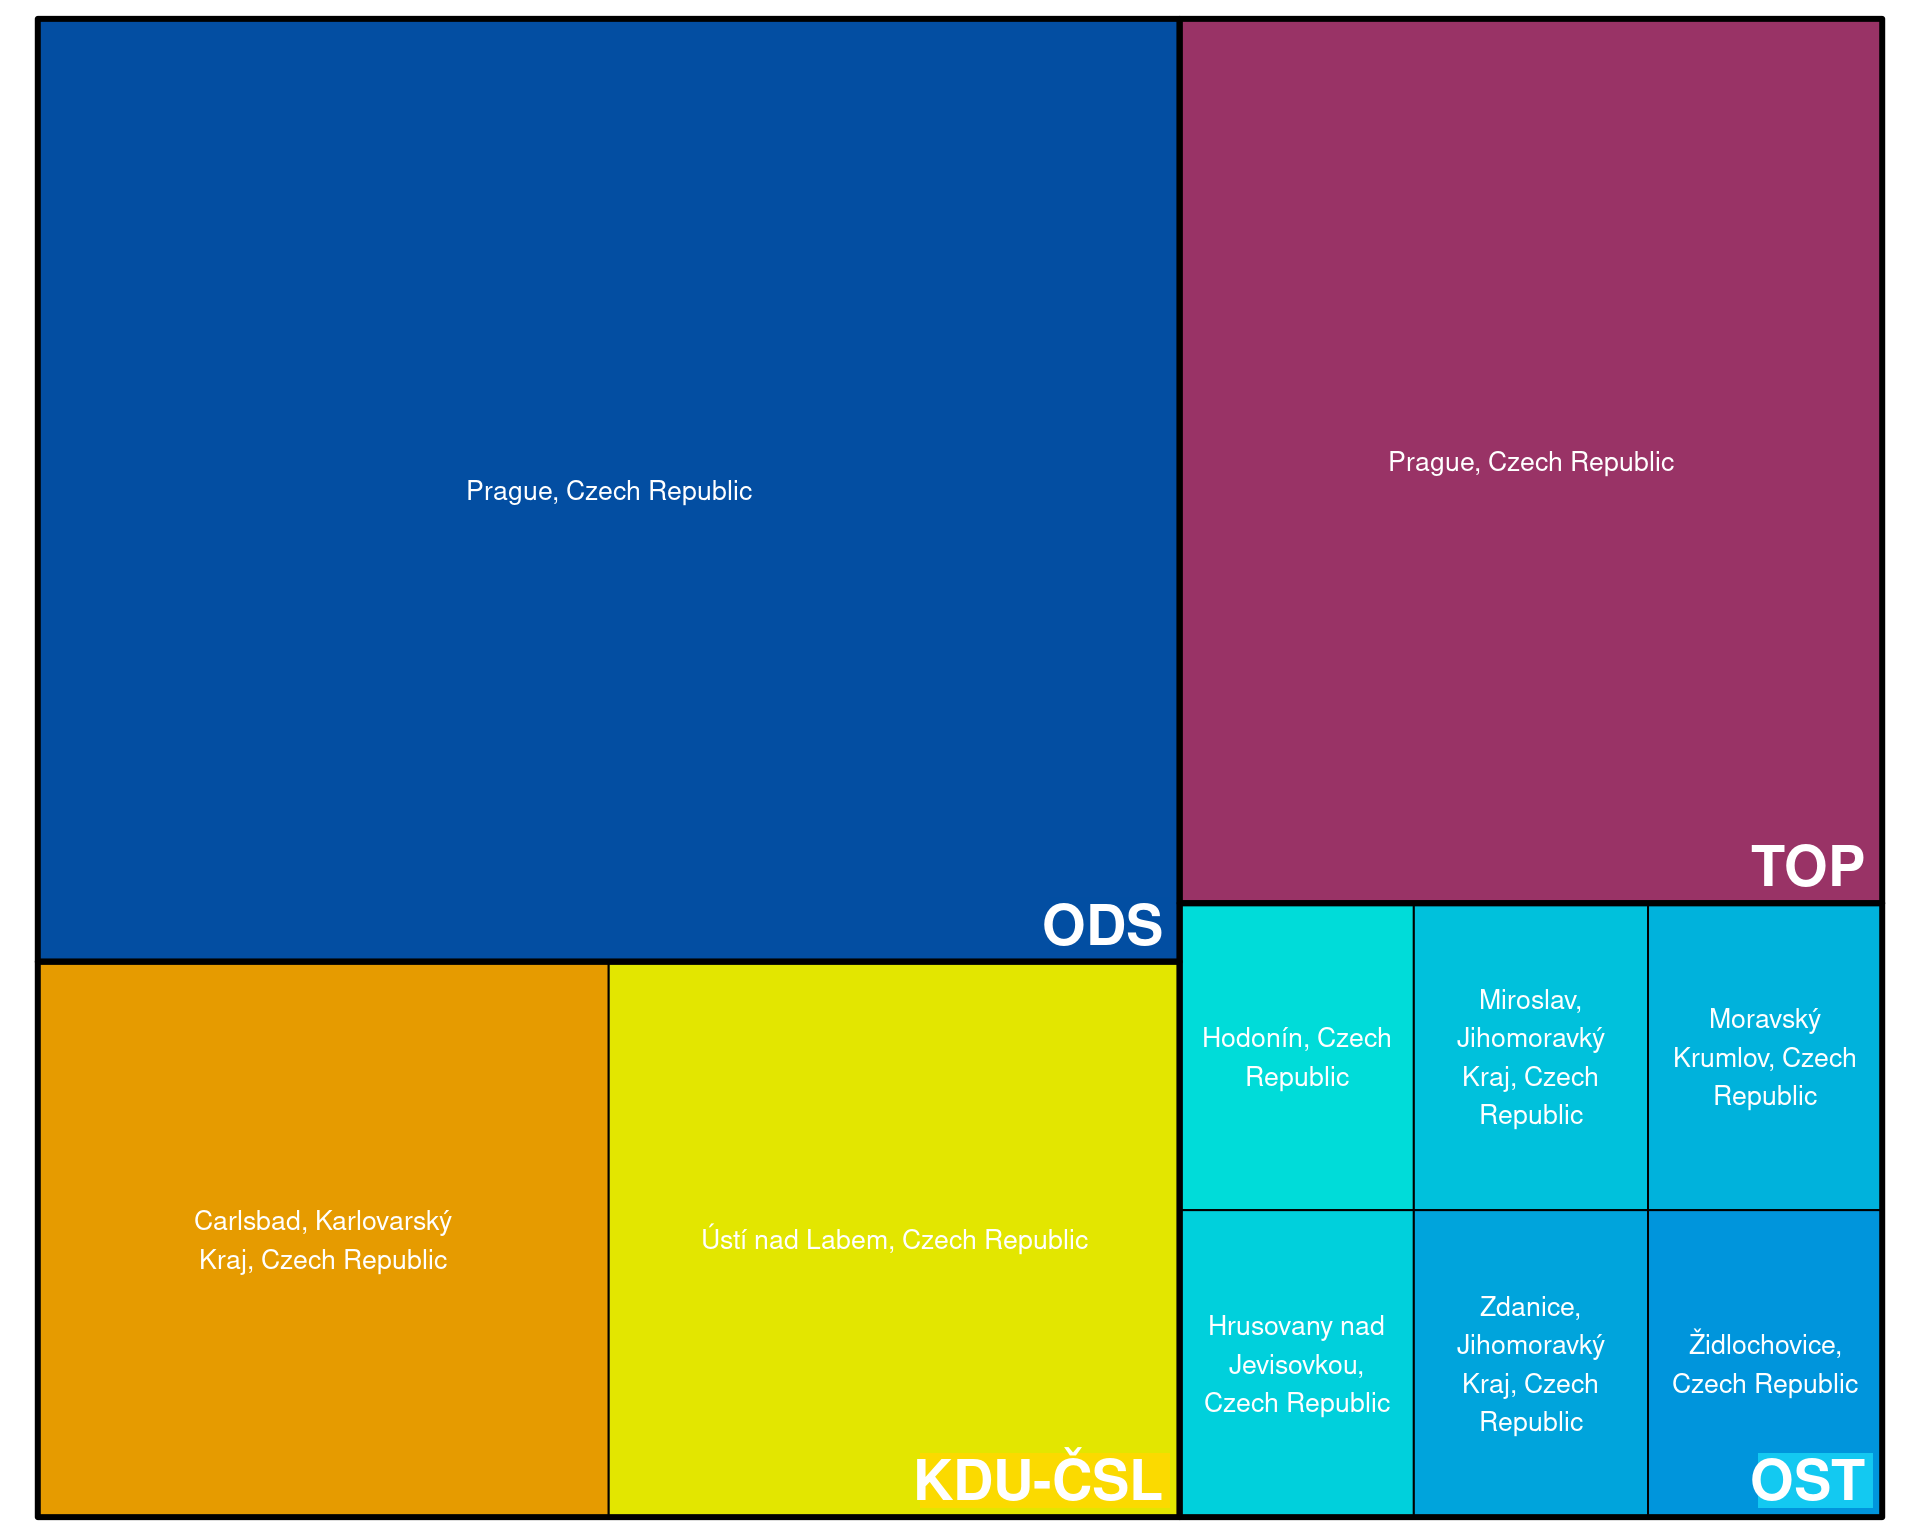 Prague, Czech Republic
ODS
Prague, Czech Republic
TOP
Carlsbad, Karlovarský
Kraj, Czech Republic
Ústí nad Labem, Czech Republic
KDU-ČSL
Hodonín, Czech
Republic
Miroslav,
Jihomoravký
Kraj, Czech
Republic
Moravský
Krumlov, Czech
Republic
Hrusovany nad
Jevisovkou,
Czech Republic
Zdanice,
Jihomoravký
Kraj, Czech
Republic
Židlochovice,
Czech Republic
OST